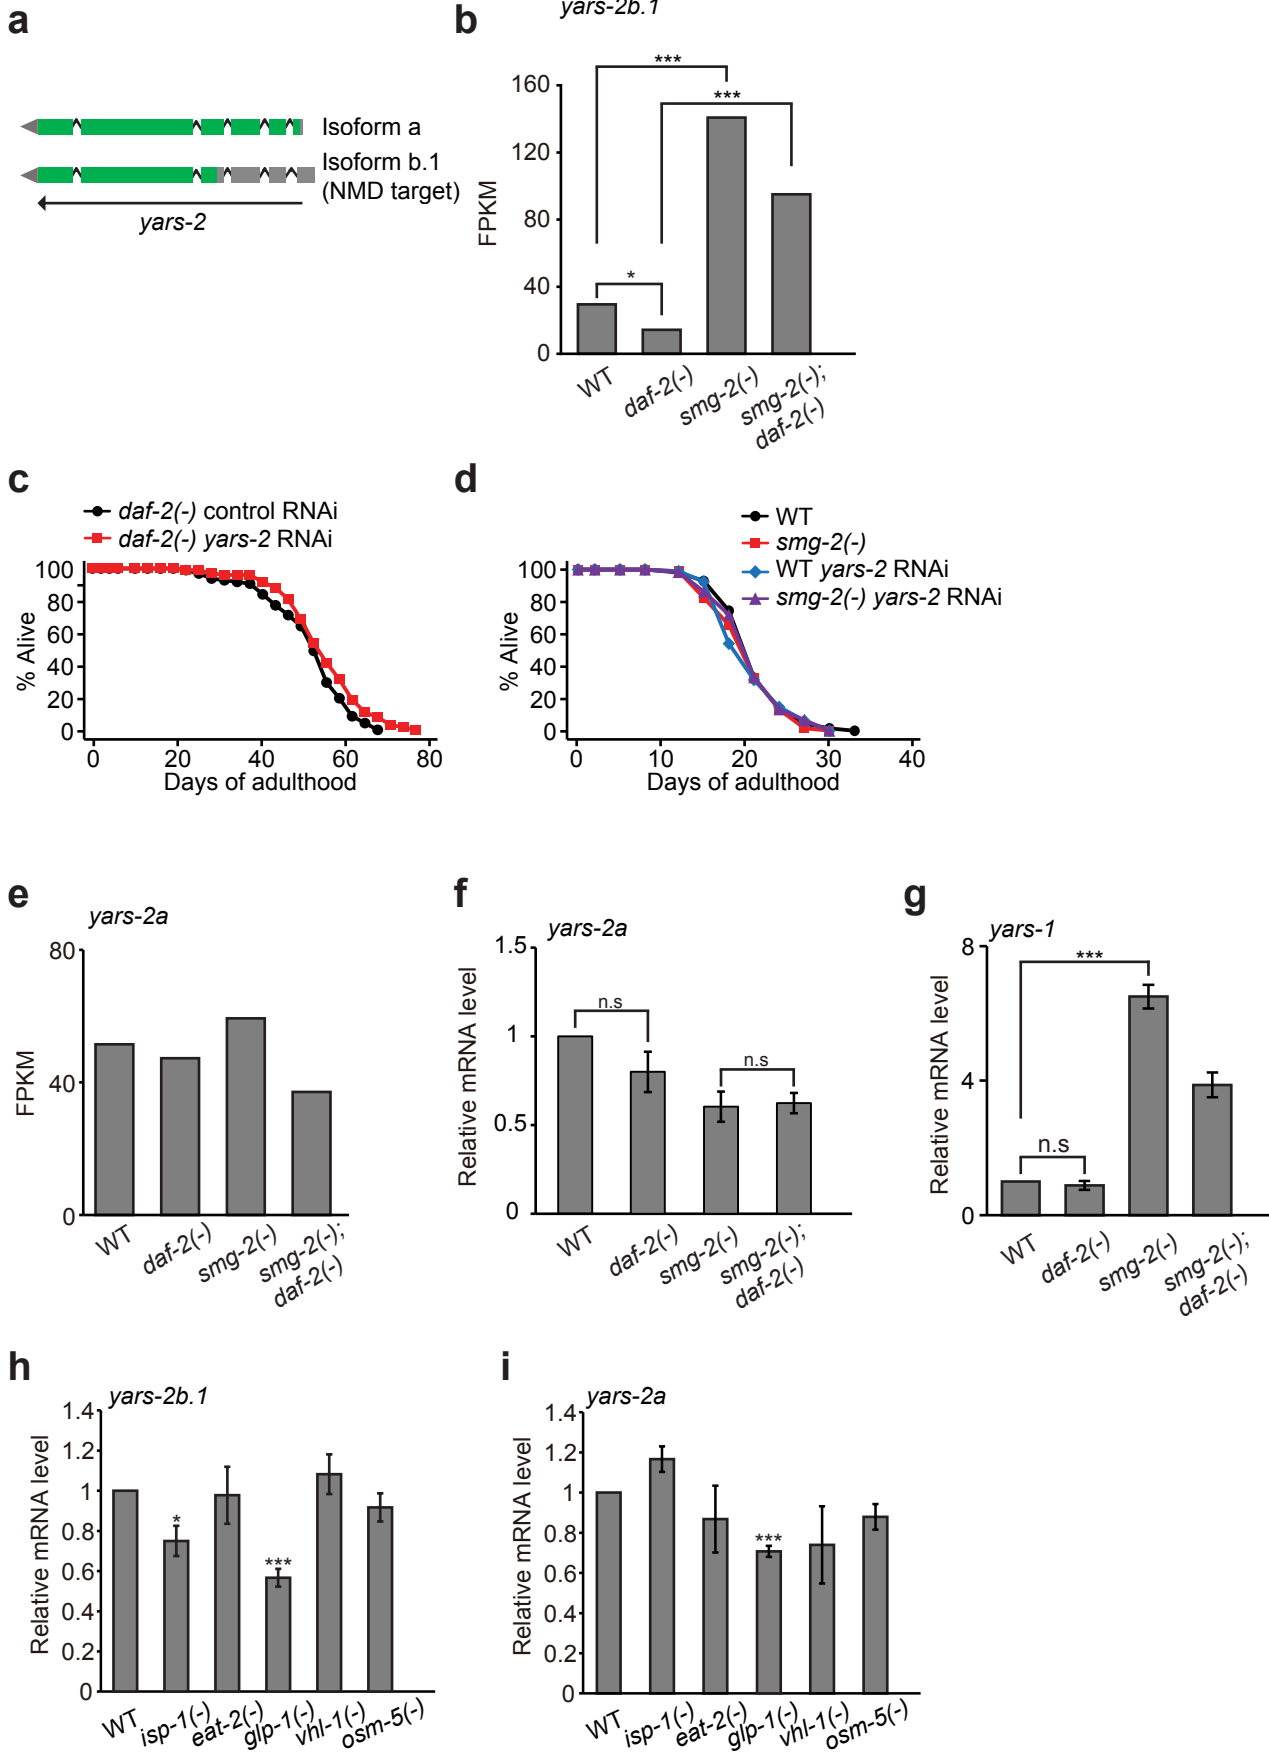 a
Isoform a
Isoform b.1
(NMD target)
yars-2
b
yars-2b.1
***
***
*
160
120
80
40
0
FPKM
WT
daf-2(-)
smg-2(-)
smg-2(-);
daf-2(-)
c
daf-2(-) control RNAi
daf-2(-) yars-2 RNAi
100
80
60
40
20
0
% Alive
0 20 40 60 80
Days of adulthood
d
WT
smg-2(-)
WT yars-2 RNAi
smg-2(-) yars-2 RNAi
100
80
60
40
20
0
% Alive
0 10 20 30 40
Days of adulthood
e
yars-2a
80
40
0
FPKM
WT
daf-2(-)
smg-2(-)
smg-2(-);
daf-2(-)
f
yars-2a
1.5
1
0.5
0
Relative mRNA level
n.s
n.s
WT
daf-2(-)
smg-2(-)
smg-2(-);
daf-2(-)
g
yars-1
8
4
0
Relative mRNA level
***
n.s
WT
daf-2(-)
smg-2(-)
smg-2(-);
daf-2(-)
h
yars-2b.1
1.4
1.2
1
0.8
0.6
0.4
0.2
0
Relative mRNA level
*
***
WT
isp-1(-)
eat-2(-)
glp-1(-)
vhl-1(-)
osm-5(-)
i
yars-2a
1.4
1.2
1
0.8
0.6
0.4
0.2
0
Relative mRNA level
***
WT
isp-1(-)
eat-2(-)
glp-1(-)
vhl-1(-)
osm-5(-)